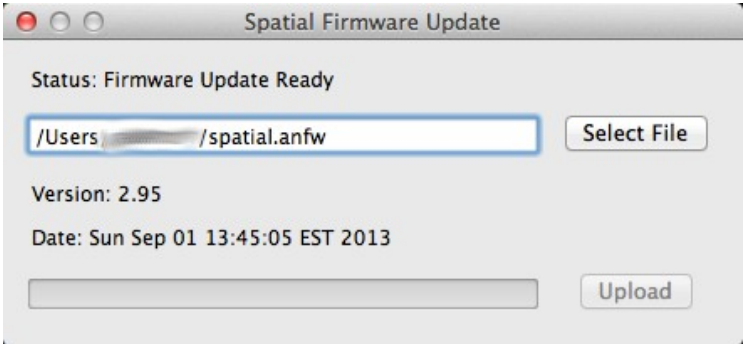 Spatial Firmware Update
Status: Firmware Update Ready
/Users/ /spatial.anfw
Select File
Version: 2.95
Date: Sun Sep 01 13:45:05 EST 2013
Upload